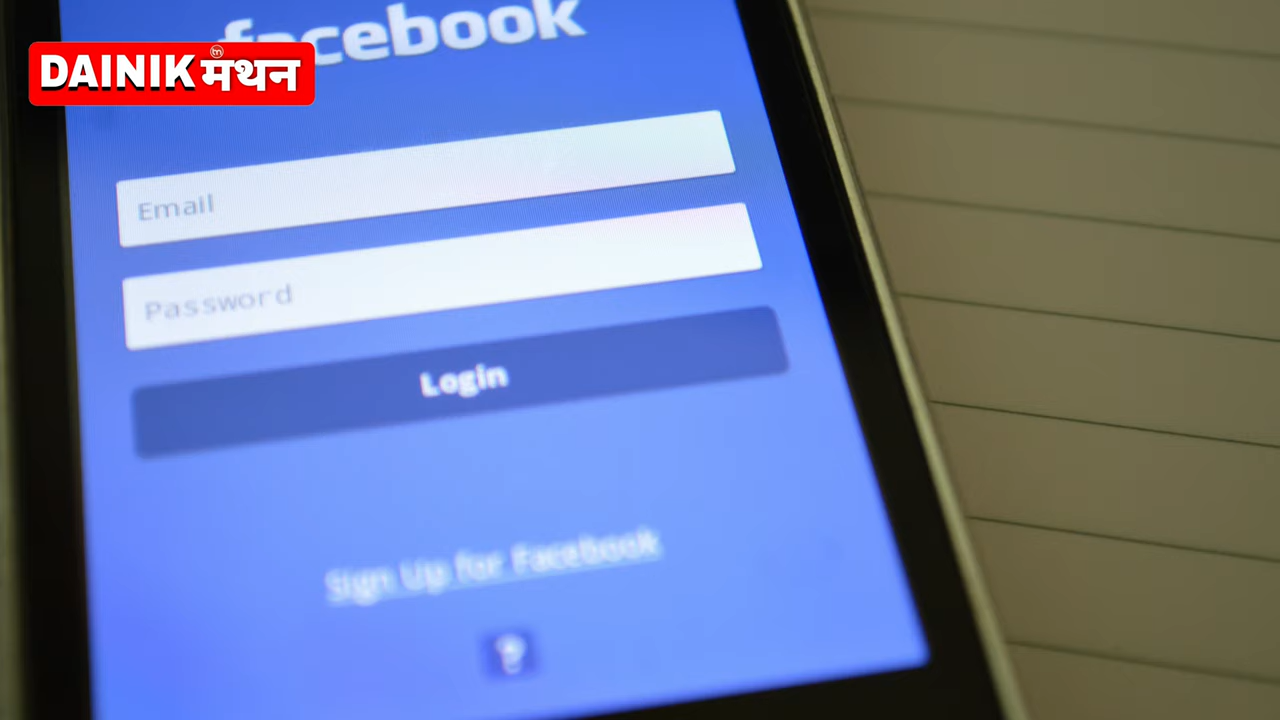 facebook
DAINIK मंथन
Email
Password
Login
Sign Up for Facebook
?